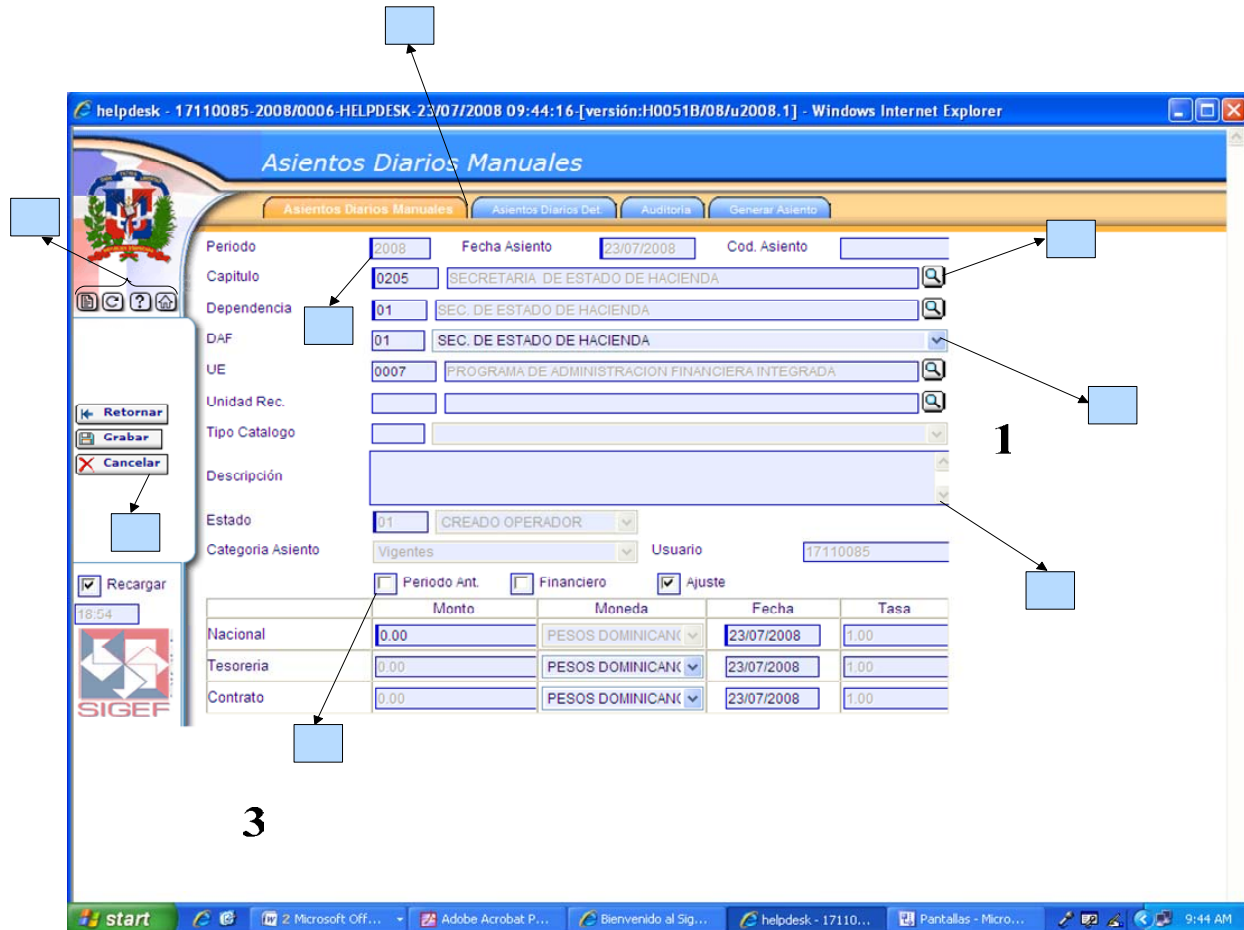 helpdesk - 17110085-2008/0006-HELPDESK-23/07/2008 09:44:16-[versión:H0051B/08/u2008.1] - Windows Internet Explorer
Asientos Diarios Manuales
Asientos Diarios Manuales Asientos Diarios Det. Auditoria Generar Asiento
Periodo 2008 Fecha Asiento 23/07/2008 Cod. Asiento
Capitulo 0205 SECRETARIA DE ESTADO DE HACIENDA
Dependencia 01 SEC. DE ESTADO DE HACIENDA
DAF 01 SEC. DE ESTADO DE HACIENDA
UE 0007 PROGRAMA DE ADMINISTRACION FINANCIERA INTEGRADA
Unidad Rec.
Retornar
Tipo Catalogo
Grabar
1
Cancelar
Descripción
Estado 01 CREADO OPERADOR
Categoria Asiento Vigentes Usuario 17110085
Recargar
Periodo Ant. Financiero Ajuste
18:54
Monto Moneda Fecha Tasa
Nacional 0.00 PESOS DOMINICAN( 23/07/2008 1.00
Tesoreria 0.00 PESOS DOMINICAN( 23/07/2008 1.00
Contrato 0.00 PESOS DOMINICAN( 23/07/2008 1.00
SIGEF
3
start 2 Microsoft Off... Adobe Acrobat P... Bienvenido al Sig... helpdesk - 17110... Pantallas - Micro... 9:44 AM